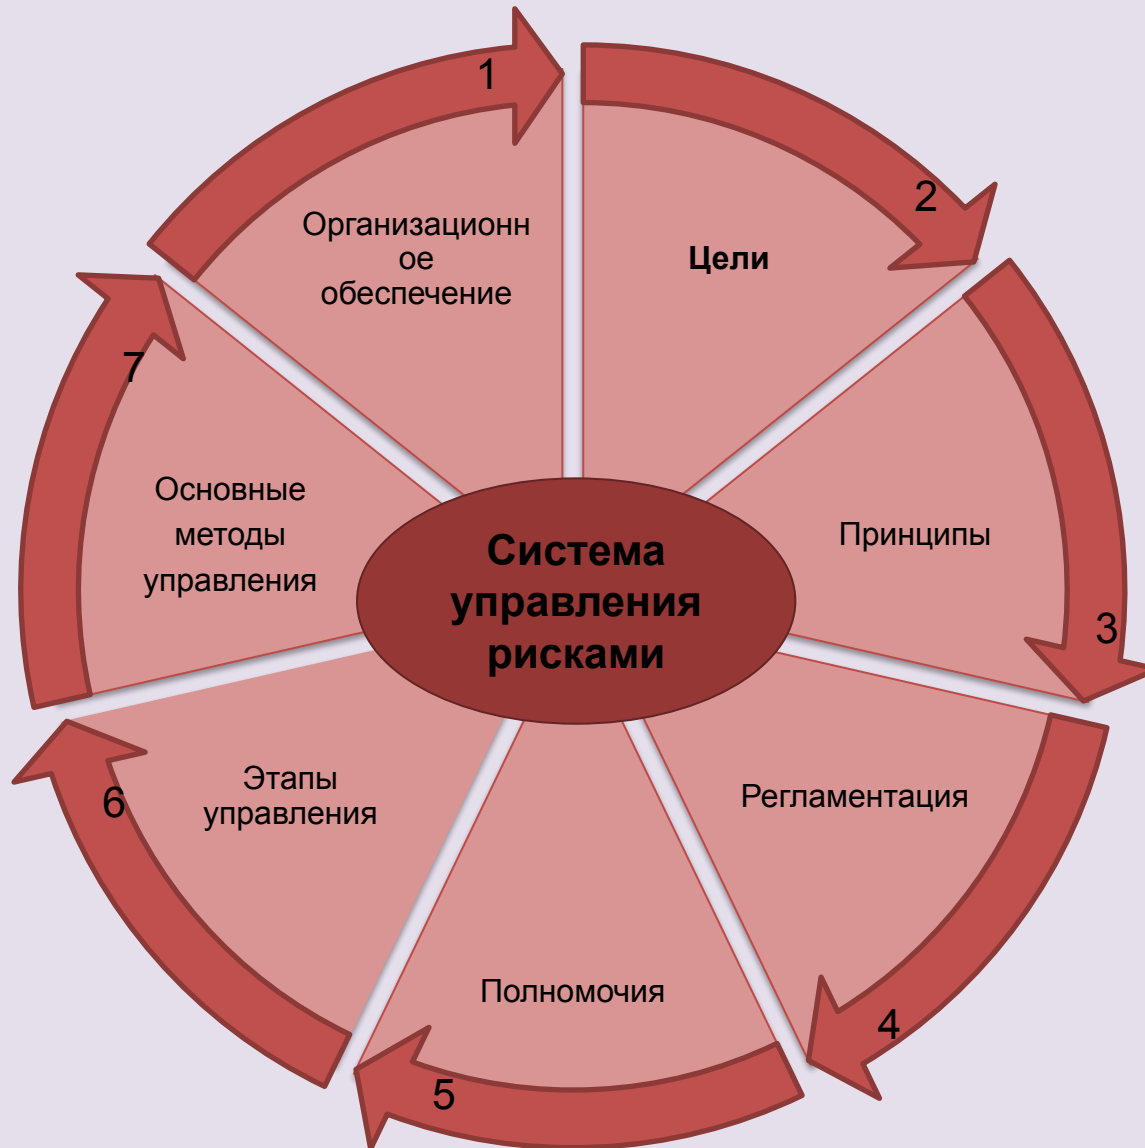 1
Организационн
ое
обеспечение
2
Цели
3
Принципы
4
Регламентация
5
Полномочия
6
Этапы
управления
7
Основные
методы
управления
Система
управления
рисками